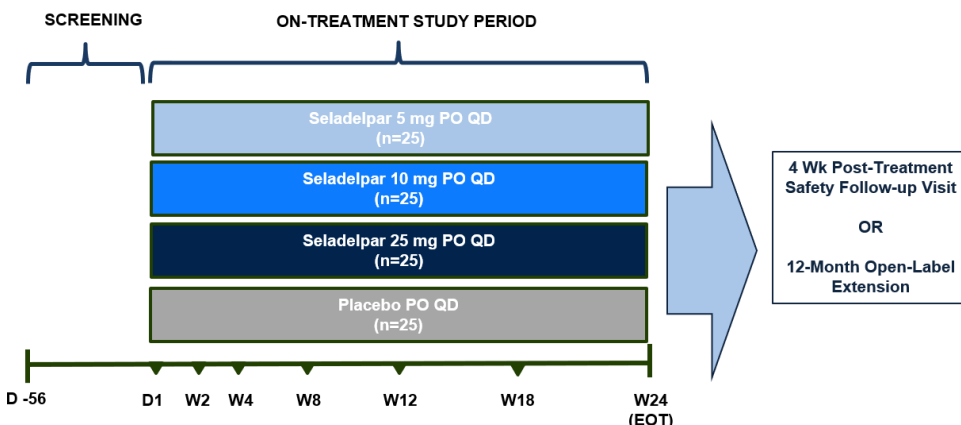 SCREENING
ON-TREATMENT STUDY PERIOD
Seladelpar 5 mg PO QD
(n=25)
Seladelpar 10 mg PO QD
(n=25)
Seladelpar 25 mg PO QD
(n=25)
Placebo PO QD
(n=25)
4 Wk Post-Treatment
Safety Follow-up Visit
OR
12-Month Open-Label
Extension
D -56 D1 W2 W4 W8 W12 W18 W24
(EOT)